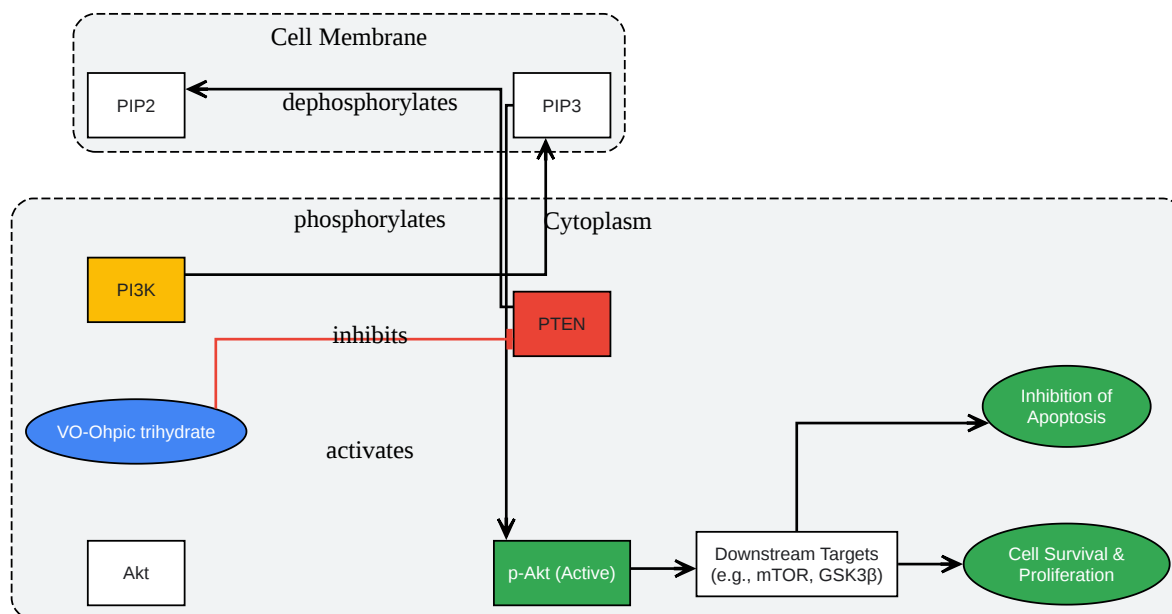 Cell Membrane
PIP2
dephosphorylates
PIP3
phosphorylates
Cytoplasm
PI3K
PTEN
inhibits
VO-Ohpic trihydrate
Inhibition of
Apoptosis
activates
Akt
p-Akt (Active)
Downstream Targets
(e.g., mTOR, GSK3β)
Cell Survival &
Proliferation